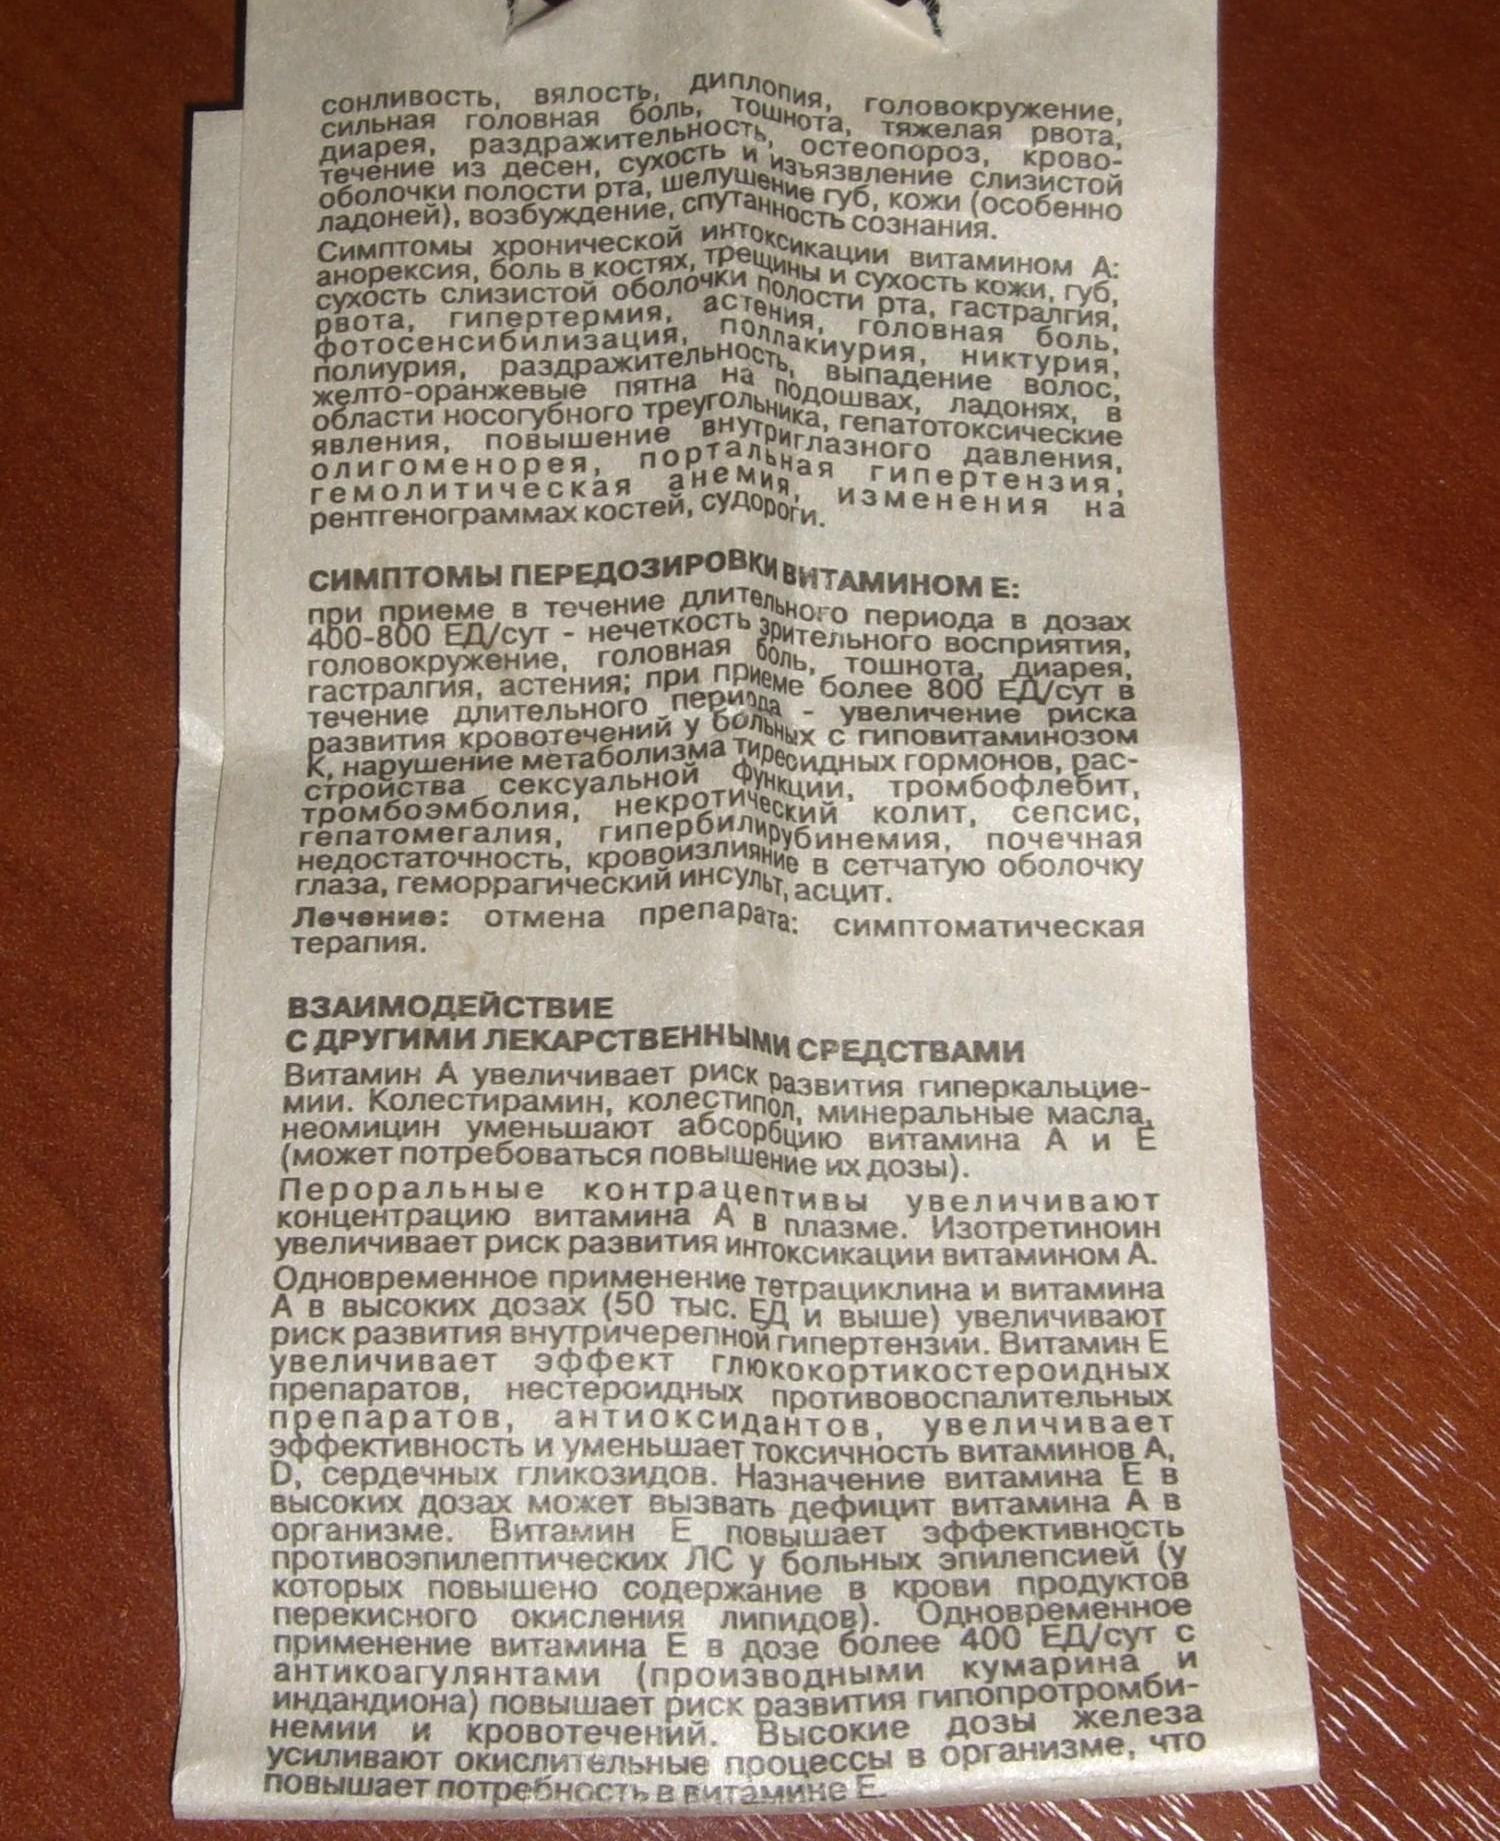 сонливость, вялость, диплопия, головокружение,
сильная головная боль, тошнота, тяжелая рвота,
диарея, раздражительность, остеопороз, крово-
течение из десен, сухость и изъязвление слизистой
оболочки полости рта, шелушение губ, кожи (особенно
ладоней), возбуждение, спутанность сознания.
Симптомы хронической интоксикации витамином А:
анорексия, боль в костях, трещины и сухость кожи, губ,
сухость слизистой оболочки полости рта, гастралгия,
рвота, гипертермия, астения, головная боль,
фотосенсибилизация, поллакиурия, никтурия,
полиурия, раздражительность, выпадение волос,
желто-оранжевые пятна на подошвах, ладонях, в
области носогубного треугольника, гепатотоксические
явления, повышение внутриглазного давления,
олигоменорея, портальная гипертензия,
гемолитическая анемия, изменения на
рентгенограммах костей, судороги.
СИМПТОМЫ ПЕРЕДОЗИРОВКИ ВИТАМИНОМ Е:
при приеме в течение длительного периода в дозах
400-800 ЕД/сут - нечеткость зрительного восприятия,
головокружение, головная боль, тошнота, диарея,
гастралгия, астения; при приеме более 800 ЕД/сут в
течение длительного периода - увеличение риска
развития кровотечений у больных с гиповитаминозом
К, нарушение метаболизма тиреоидных гормонов, рас-
стройства сексуальной функции, тромбофлебит,
тромбоэмболия, некротический колит, сепсис,
гепатомегалия, гипербилирубинемия, почечная
недостаточность, кровоизлияние в сетчатую оболочку
глаза, геморрагический инсульт, асцит.
Лечение: отмена препарата: симптоматическая
терапия.
ВЗАИМОДЕЙСТВИЕ
С ДРУГИМИ ЛЕКАРСТВЕННЫМИ СРЕДСТВАМИ
Витамин А увеличивает риск развития гиперкальцие-
мии. Колестирамин, колестипол, минеральные масла,
неомицин уменьшают абсорбцию витамина А и Е
(может потребоваться повышение их дозы).
Пероральные контрацептивы увеличивают
концентрацию витамина А в плазме. Изотретиноин
увеличивает риск развития интоксикации витамином А.
Одновременное применение тетрациклина и витамина
А в высоких дозах (50 тыс. ЕД и выше) увеличивают
риск развития внутричерепной гипертензии. Витамин Е
увеличивает эффект глюкокортикостероидных
препаратов, нестероидных противовоспалительных
препаратов, антиоксидантов, увеличивает
эффективность и уменьшает токсичность витаминов А,
D, сердечных гликозидов. Назначение витамина Е в
высоких дозах может вызвать дефицит витамина А в
организме. Витамин Е повышает эффективность
противоэпилептических ЛС у больных эпилепсией (у
которых повышено содержание в крови продуктов
перекисного окисления липидов). Одновременное
применение витамина Е в дозе более 400 ЕД/сут с
антикоагулянтами (производными кумарина и
индандиона) повышает риск развития гипопротромби-
немии и кровотечений. Высокие дозы железа
усиливают окислительные процессы в организме, что
повышает потребность в витамине Е.